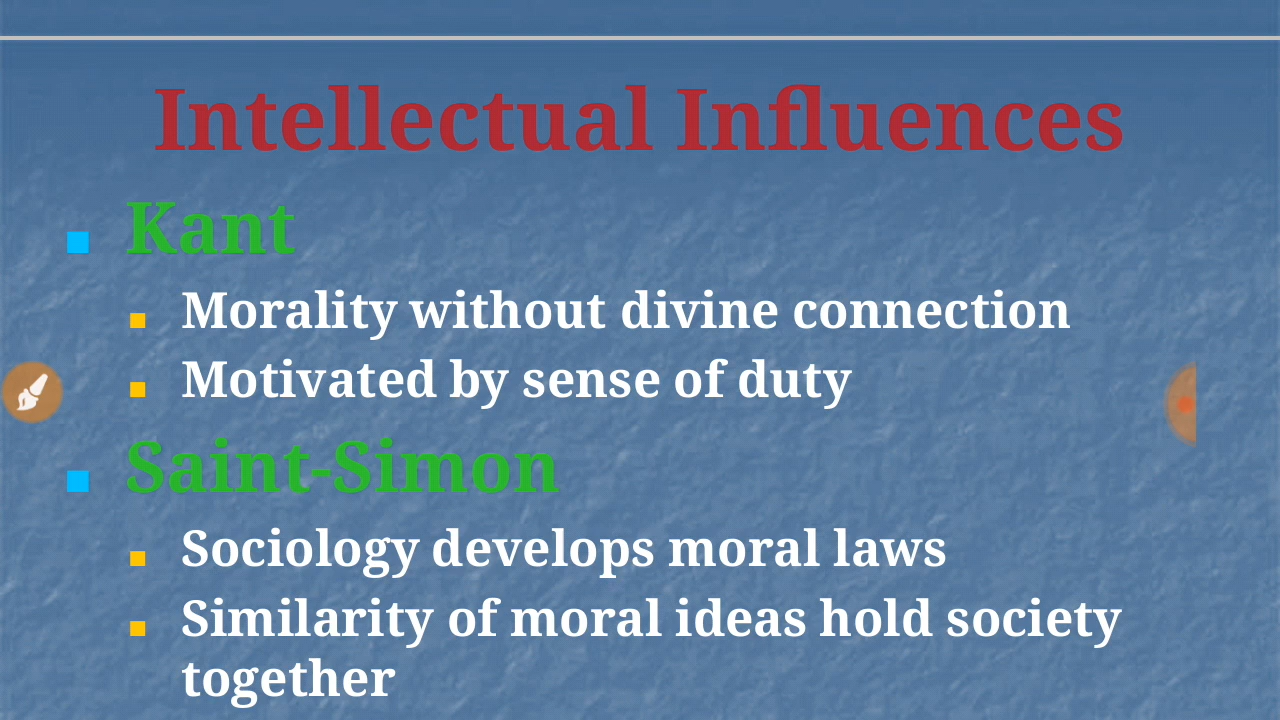 Intellectual Influences
Kant
Morality without divine connection
Motivated by sense of duty
Saint-Simon
Sociology develops moral laws
Similarity of moral ideas hold society
together